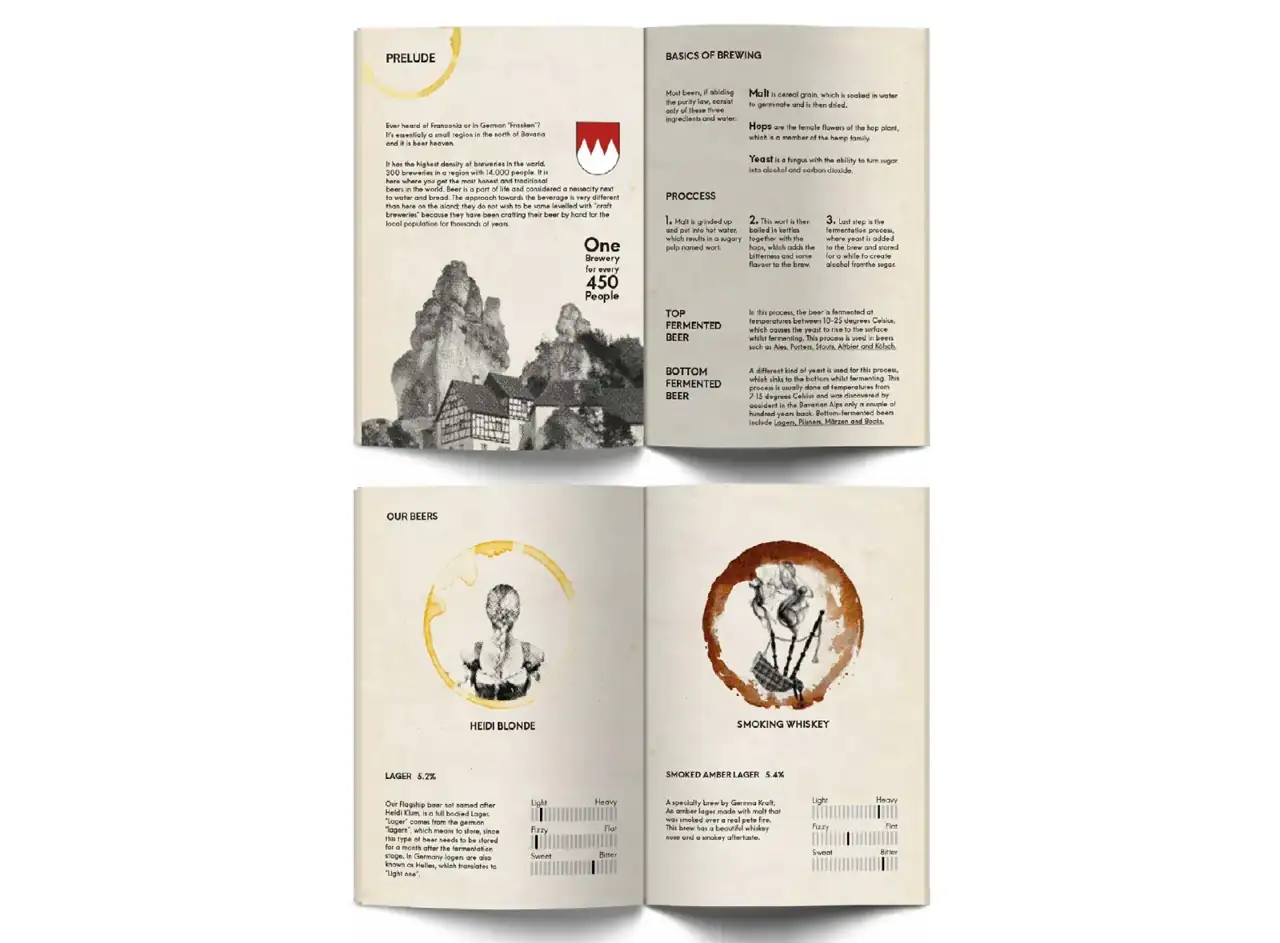 PRELUDE
Ever heard of Franconia or in German "Franken"?
It's essentialy a small region in the north of Bavaria
and it is beer heaven.
It has the highest density of breweries in the world.
300 breweries in a region with 14.000 people. It is
here where you get the most honest and traditional
beers in the world. Beer is a part of life and considered a nessecity next
to water and bread. The approach towards the beverage is very different
than here on the island; they do not wish to be same levelled with "craft
breweries" because they have been crafting their beer by hand for the
local population for thousands of years.
One
Brewery
for every
450
People
BASICS OF BREWING
Most beers, if abiding
the purity law, consist
only of these three
ingredients and water:
Malt is cereal grain, which is soaked in water
to germinate and is then dried.
Hops are the female flowers of the hop plant,
which is a member of the hemp family.
Yeast is a fungus with the ability to turn sugar
into alcohol and carbon dioxide.
PROCCESS
1. Malt is grinded up
and put into hot water,
which results in a sugary
pulp named wort.
2. This wort is then
boiled in kettles
together with the
hops, which adds the
bitterness and some
flavour to the brew.
3. Last step is the
fermentation process,
where yeast is added
to the brew and stored
for a while to create
alcohol from the sugar.
TOP
FERMENTED
BEER
In this process, the beer is fermented at
temperatures between 10-25 degrees Celsius,
which causes the yeast to rise to the surface
whilst fermenting. This process is used in beers
such as Ales, Porters, Stouts, Altbier and Kölsch.
BOTTOM
FERMENTED
BEER
A different kind of yeast is used for this process,
which sinks to the bottom whilst fermenting. This
process is usually done at temperatures from
7-15 degrees Celsius and was discovered by
accident in the Bavarian Alps only a couple of
hundred years back. Bottom-fermented beers
include Lagers, Pilsners, Märzen and Bocks.
OUR BEERS
HEIDI BLONDE
LAGER 5.2%
Our Flagship beer not named after
Heidi Klum, is a full bodied Lager.
"Lager" comes from the german
"lagern", which means to store, since
this type of beer needs to be stored
for a month after the fermentation
stage. In Germany lagers are also
known as Helles, which translates to
"Light one".
Light Heavy
Fizzy Flat
Sweet Bitter
SMOKING WHISKEY
SMOKED AMBER LAGER 5.4%
A specialty brew by German Kraft;
An amber lager made with malt that
was smoked over a real pete fire.
This brew has a beautiful whiskey
nose and a smokey aftertaste.
Light Heavy
Fizzy Flat
Sweet Bitter